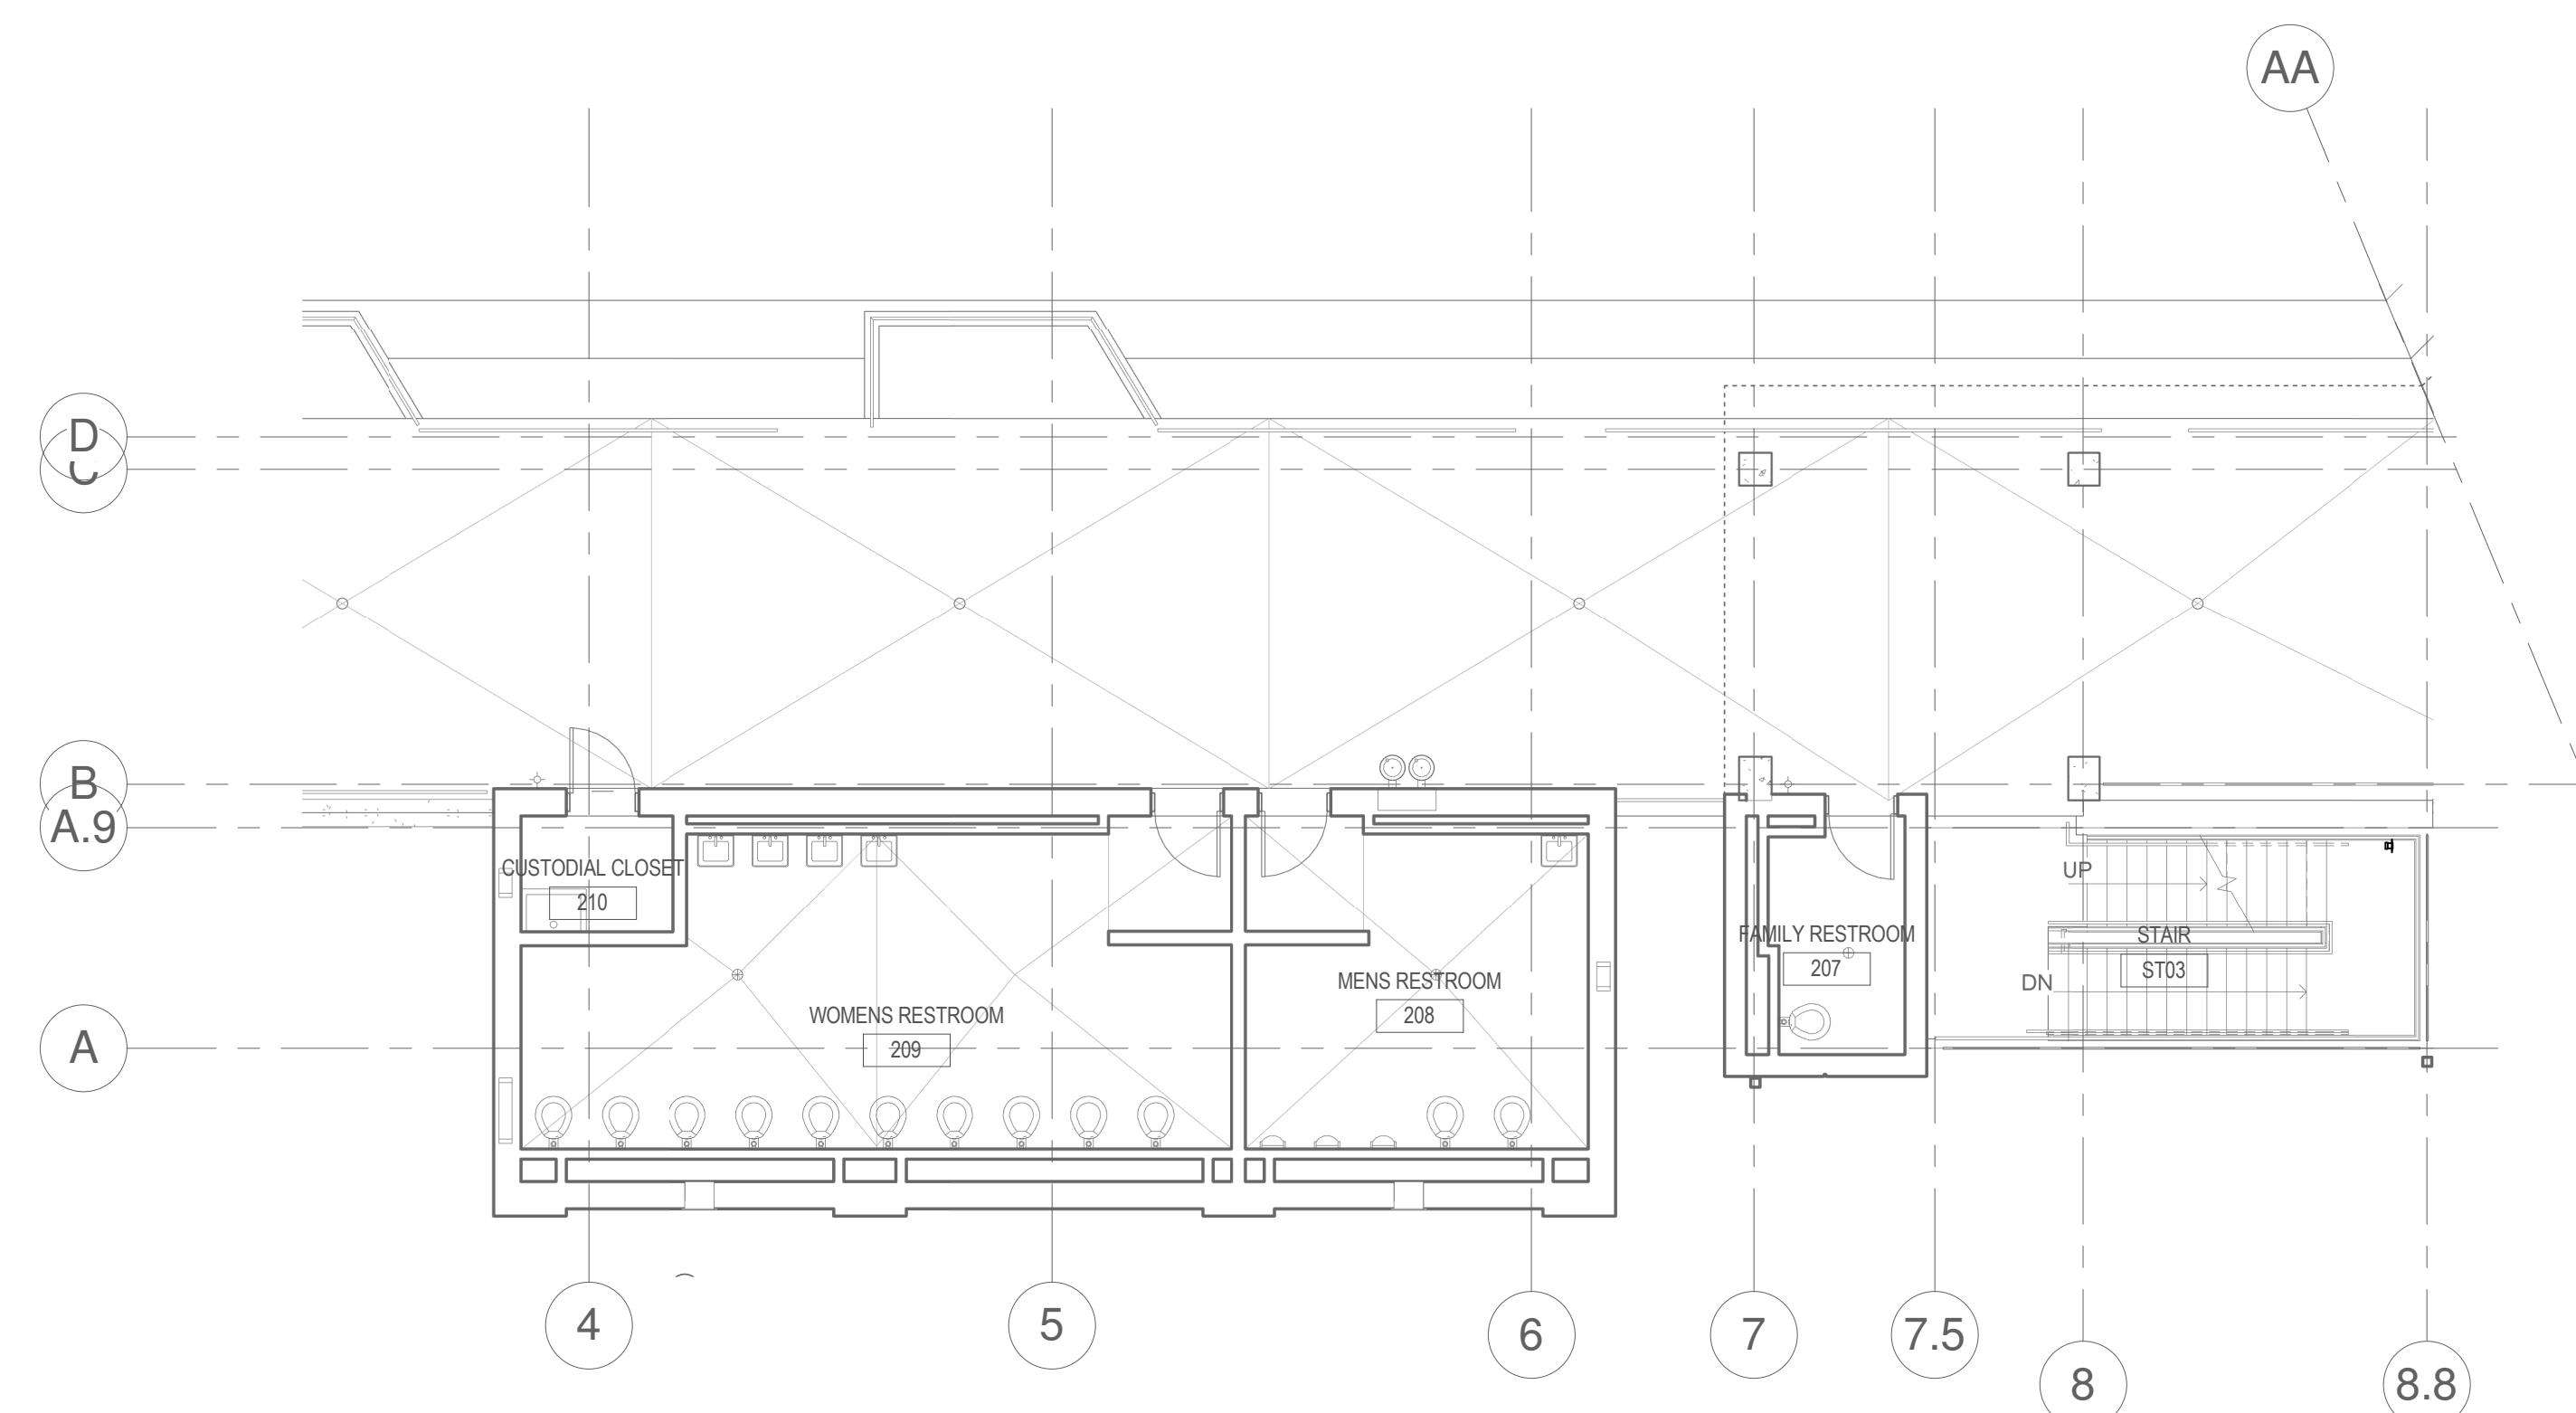 AA
D
C
B
A.9
CUSTODIAL CLOSET
210
UP
FAMILY RESTROOM
207
STAIR
ST03
MENS RESTROOM
208
DN
WOMENS RESTROOM
209
A
4
5
6
7
7.5
8
8.8